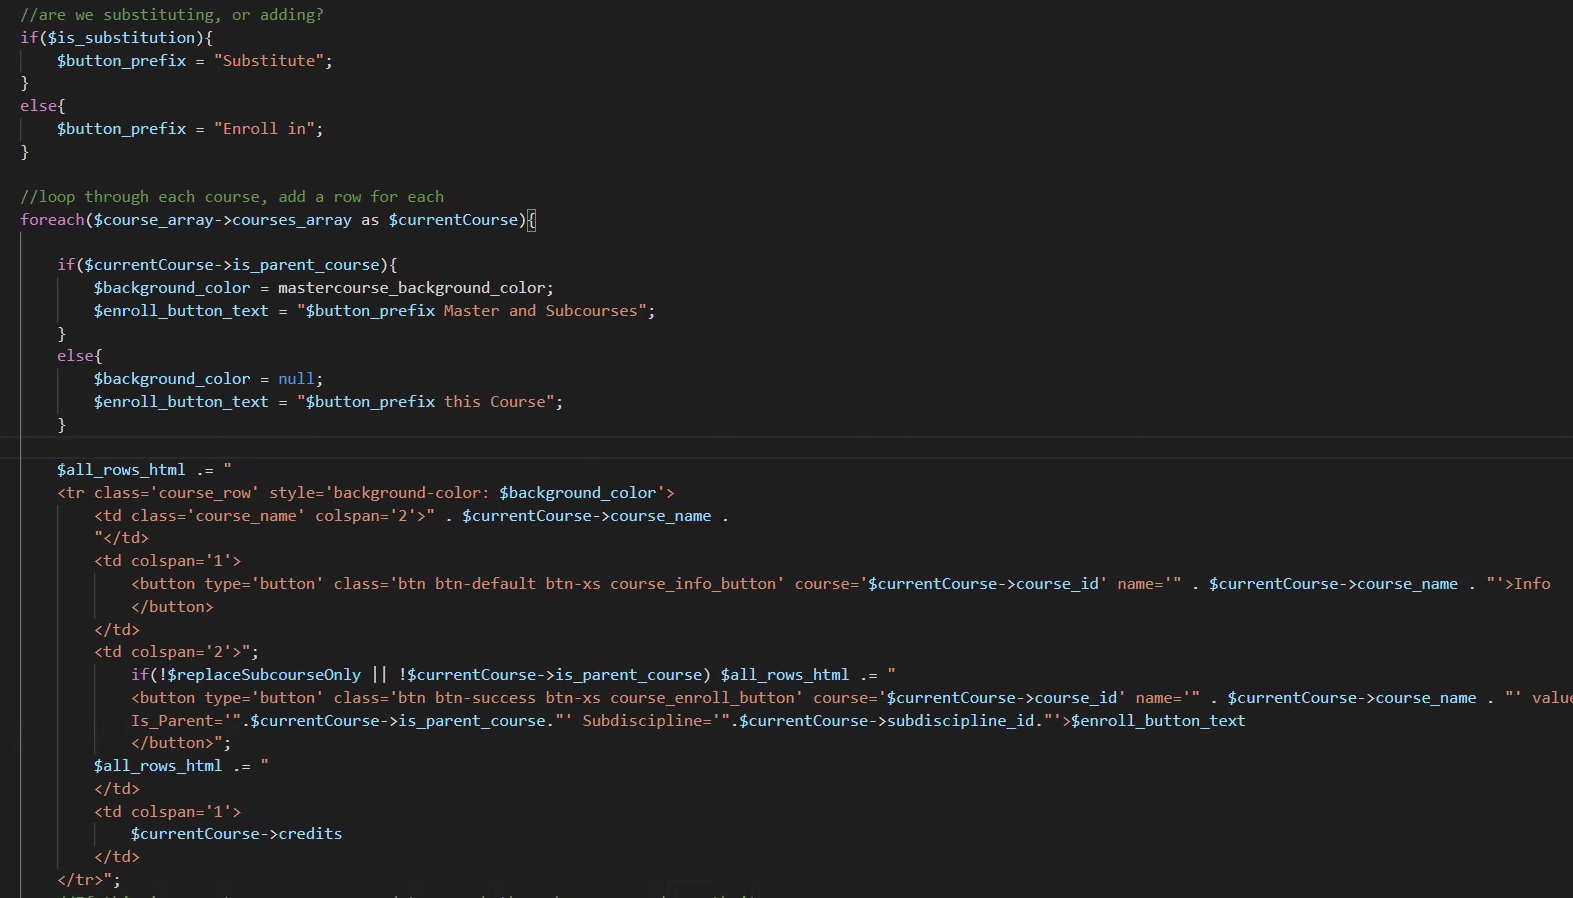 //are we substituting, or adding?
if($is_substitution){
$button_prefix = "Substitute";
}
else{
$button_prefix = "Enroll in";
}
//loop through each course, add a row for each
foreach($course_array->courses_array as $currentCourse){
if($currentCourse->is_parent_course){
$background_color = mastercourse_background_color;
$enroll_button_text = "$button_prefix Master and Subcourses";
}
else{
$background_color = null;
$enroll_button_text = "$button_prefix this Course";
}
$all_rows_html .= "
<tr class='course_row' style='background-color: $background_color'>
<td class='course_name' colspan='2'>" . $currentCourse->course_name .
"</td>
<td colspan='1'>
<button type='button' class='btn btn-default btn-xs course_info_button' course='$currentCourse->course_id' name='" . $currentCourse->course_name . "'>Info
</button>
</td>
<td colspan='2'>";
if(!$replaceSubcourseOnly || !$currentCourse->is_parent_course) $all_rows_html .= "
<button type='button' class='btn btn-success btn-xs course_enroll_button' course='$currentCourse->course_id' name='" . $currentCourse->course_name . "' value
Is_Parent='".$currentCourse->is_parent_course."' Subdiscipline='".$currentCourse->subdiscipline_id."'>$enroll_button_text
</button>";
$all_rows_html .= "
</td>
<td colspan='1'>
$currentCourse->credits
</td>
</tr>";